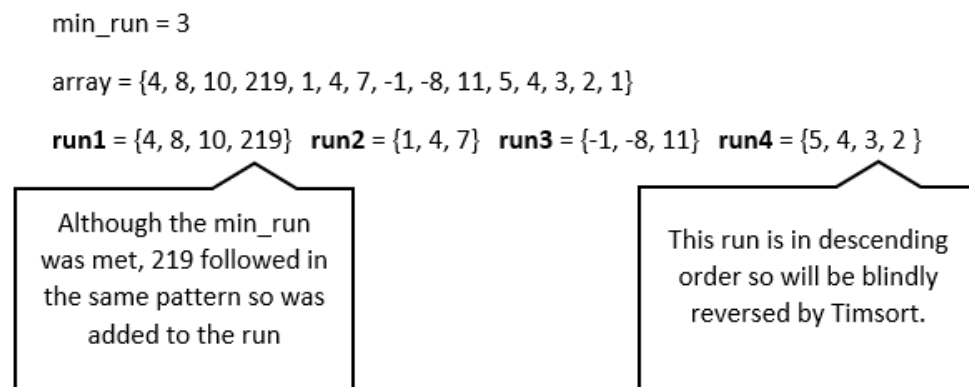 min_run = 3
array = {4, 8, 10, 219, 1, 4, 7, -1, -8, 11, 5, 4, 3, 2, 1}
run1 = {4, 8, 10, 219} run2 = {1, 4, 7} run3 = {-1, -8, 11} run4 = {5, 4, 3, 2 }
Although the min_run
was met, 219 followed in
the same pattern so was
added to the run
This run is in descending
order so will be blindly
reversed by Timsort.